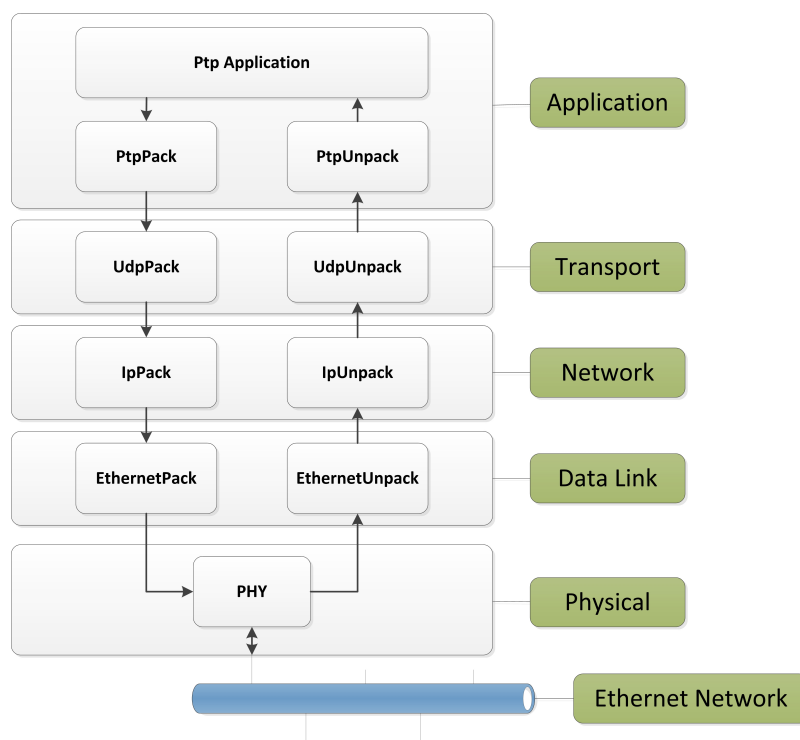 Ptp Application
Application
PtpPack
PtpUnpack
UdpPack
UdpUnpack
Transport
IpPack
IpUnpack
Network
EthernetPack
EthernetUnpack
Data Link
PHY
Physical
Ethernet Network